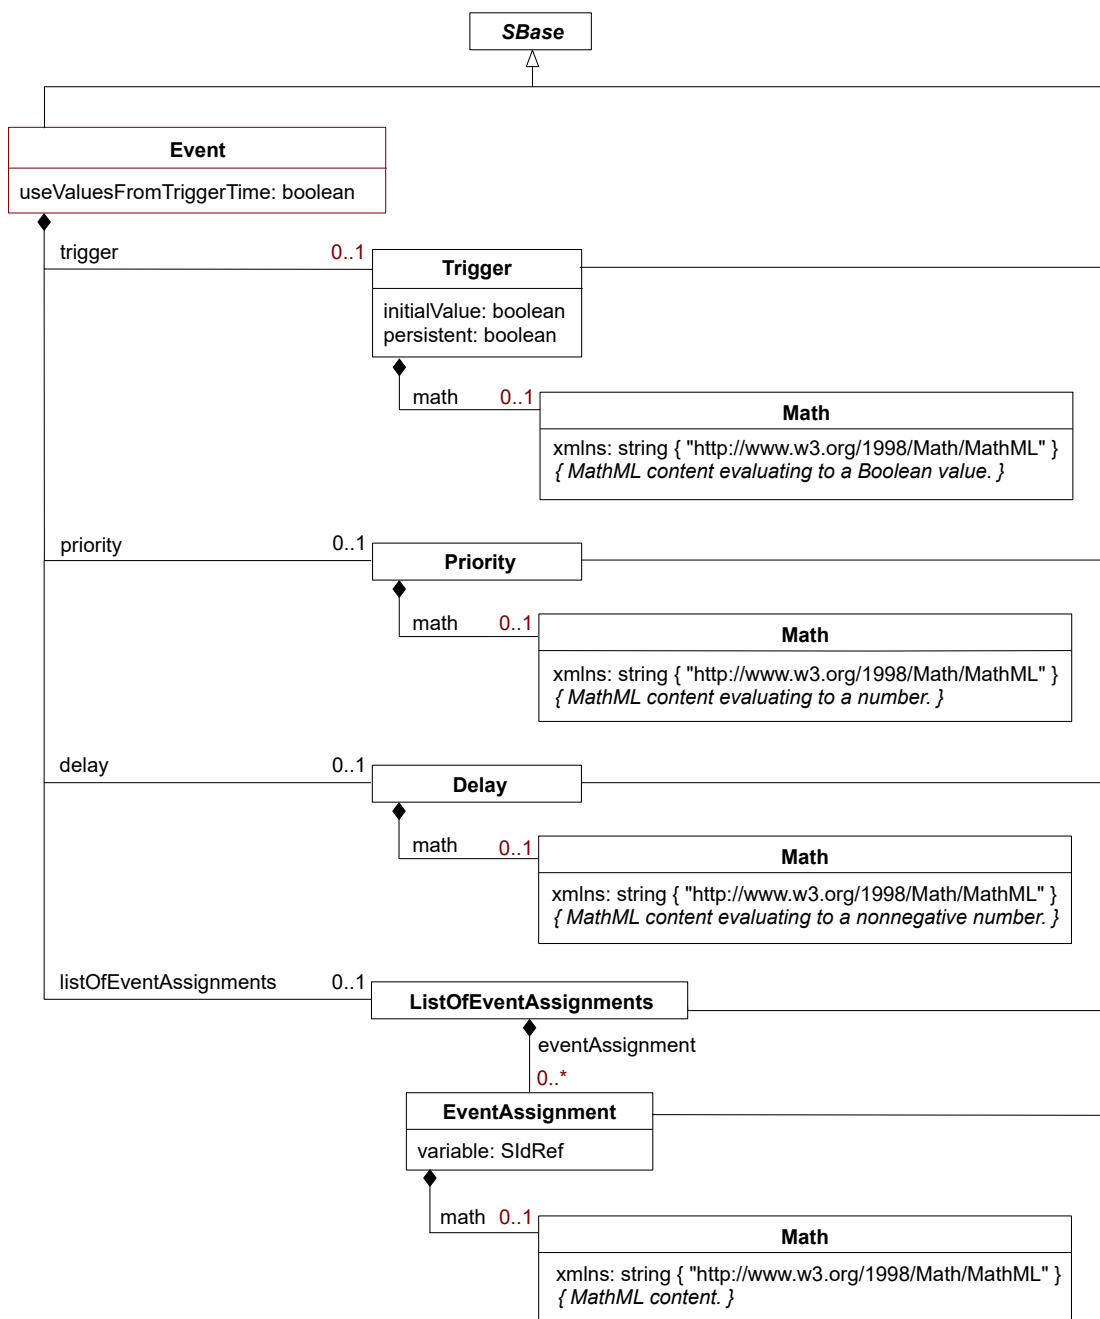 SBase
Event
useValuesFromTriggerTime: boolean
trigger 0..1
Trigger
initialValue: boolean
persistent: boolean
math 0..1
Math
xmlns: string { "http://www.w3.org/1998/Math/MathML" }
{ MathML content evaluating to a Boolean value. }
priority 0..1
Priority
math 0..1
Math
xmlns: string { "http://www.w3.org/1998/Math/MathML" }
{ MathML content evaluating to a number. }
delay 0..1
Delay
math 0..1
Math
xmlns: string { "http://www.w3.org/1998/Math/MathML" }
{ MathML content evaluating to a nonnegative number. }
listOfEventAssignments 0..1
ListOfEventAssignments
eventAssignment
0..*
EventAssignment
variable: SIdRef
math 0..1
Math
xmlns: string { "http://www.w3.org/1998/Math/MathML" }
{ MathML content. }